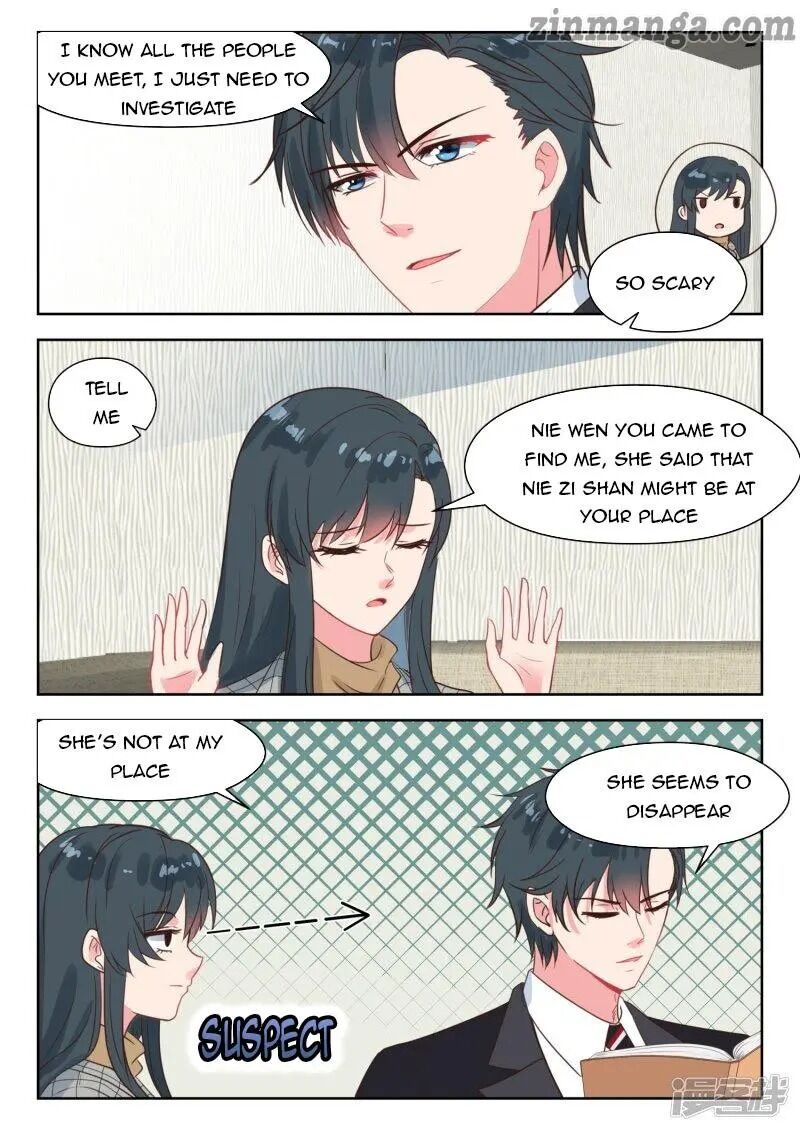 zinmanga.com
I KNOW ALL THE PEOPLE
YOU MEET, I JUST NEED TO
INVESTIGATE
SO SCARY
TELL
ME
NIE WEN YOU CAME TO
FIND ME, SHE SAID THAT
NIE ZI SHAN MIGHT BE AT
YOUR PLACE
SHE'S NOT AT MY
PLACE
SHE SEEMS TO
DISAPPEAR
SUSPECT
漫客栈